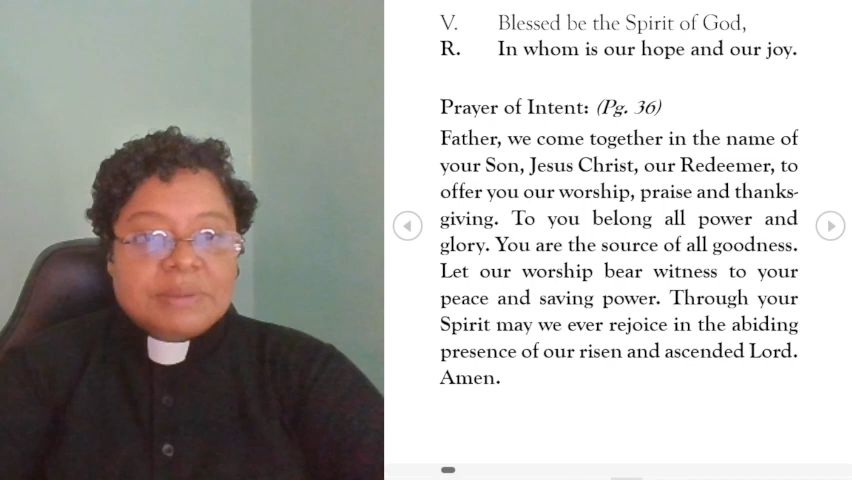 V. Blessed be the Spirit of God,
R. In whom is our hope and our joy.
Prayer of Intent: (Pg. 36)
Father, we come together in the name of
your Son, Jesus Christ, our Redeemer, to
offer you our worship, praise and thanks-
giving. To you belong all power and
glory. You are the source of all goodness.
Let our worship bear witness to your
peace and saving power. Through your
Spirit may we ever rejoice in the abiding
presence of our risen and ascended Lord.
Amen.